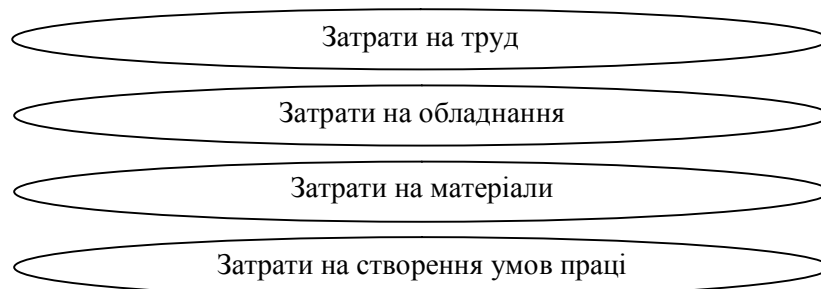 Затрати на труд
Затрати на обладнання
Затрати на матеріали
Затрати на створення умов праці